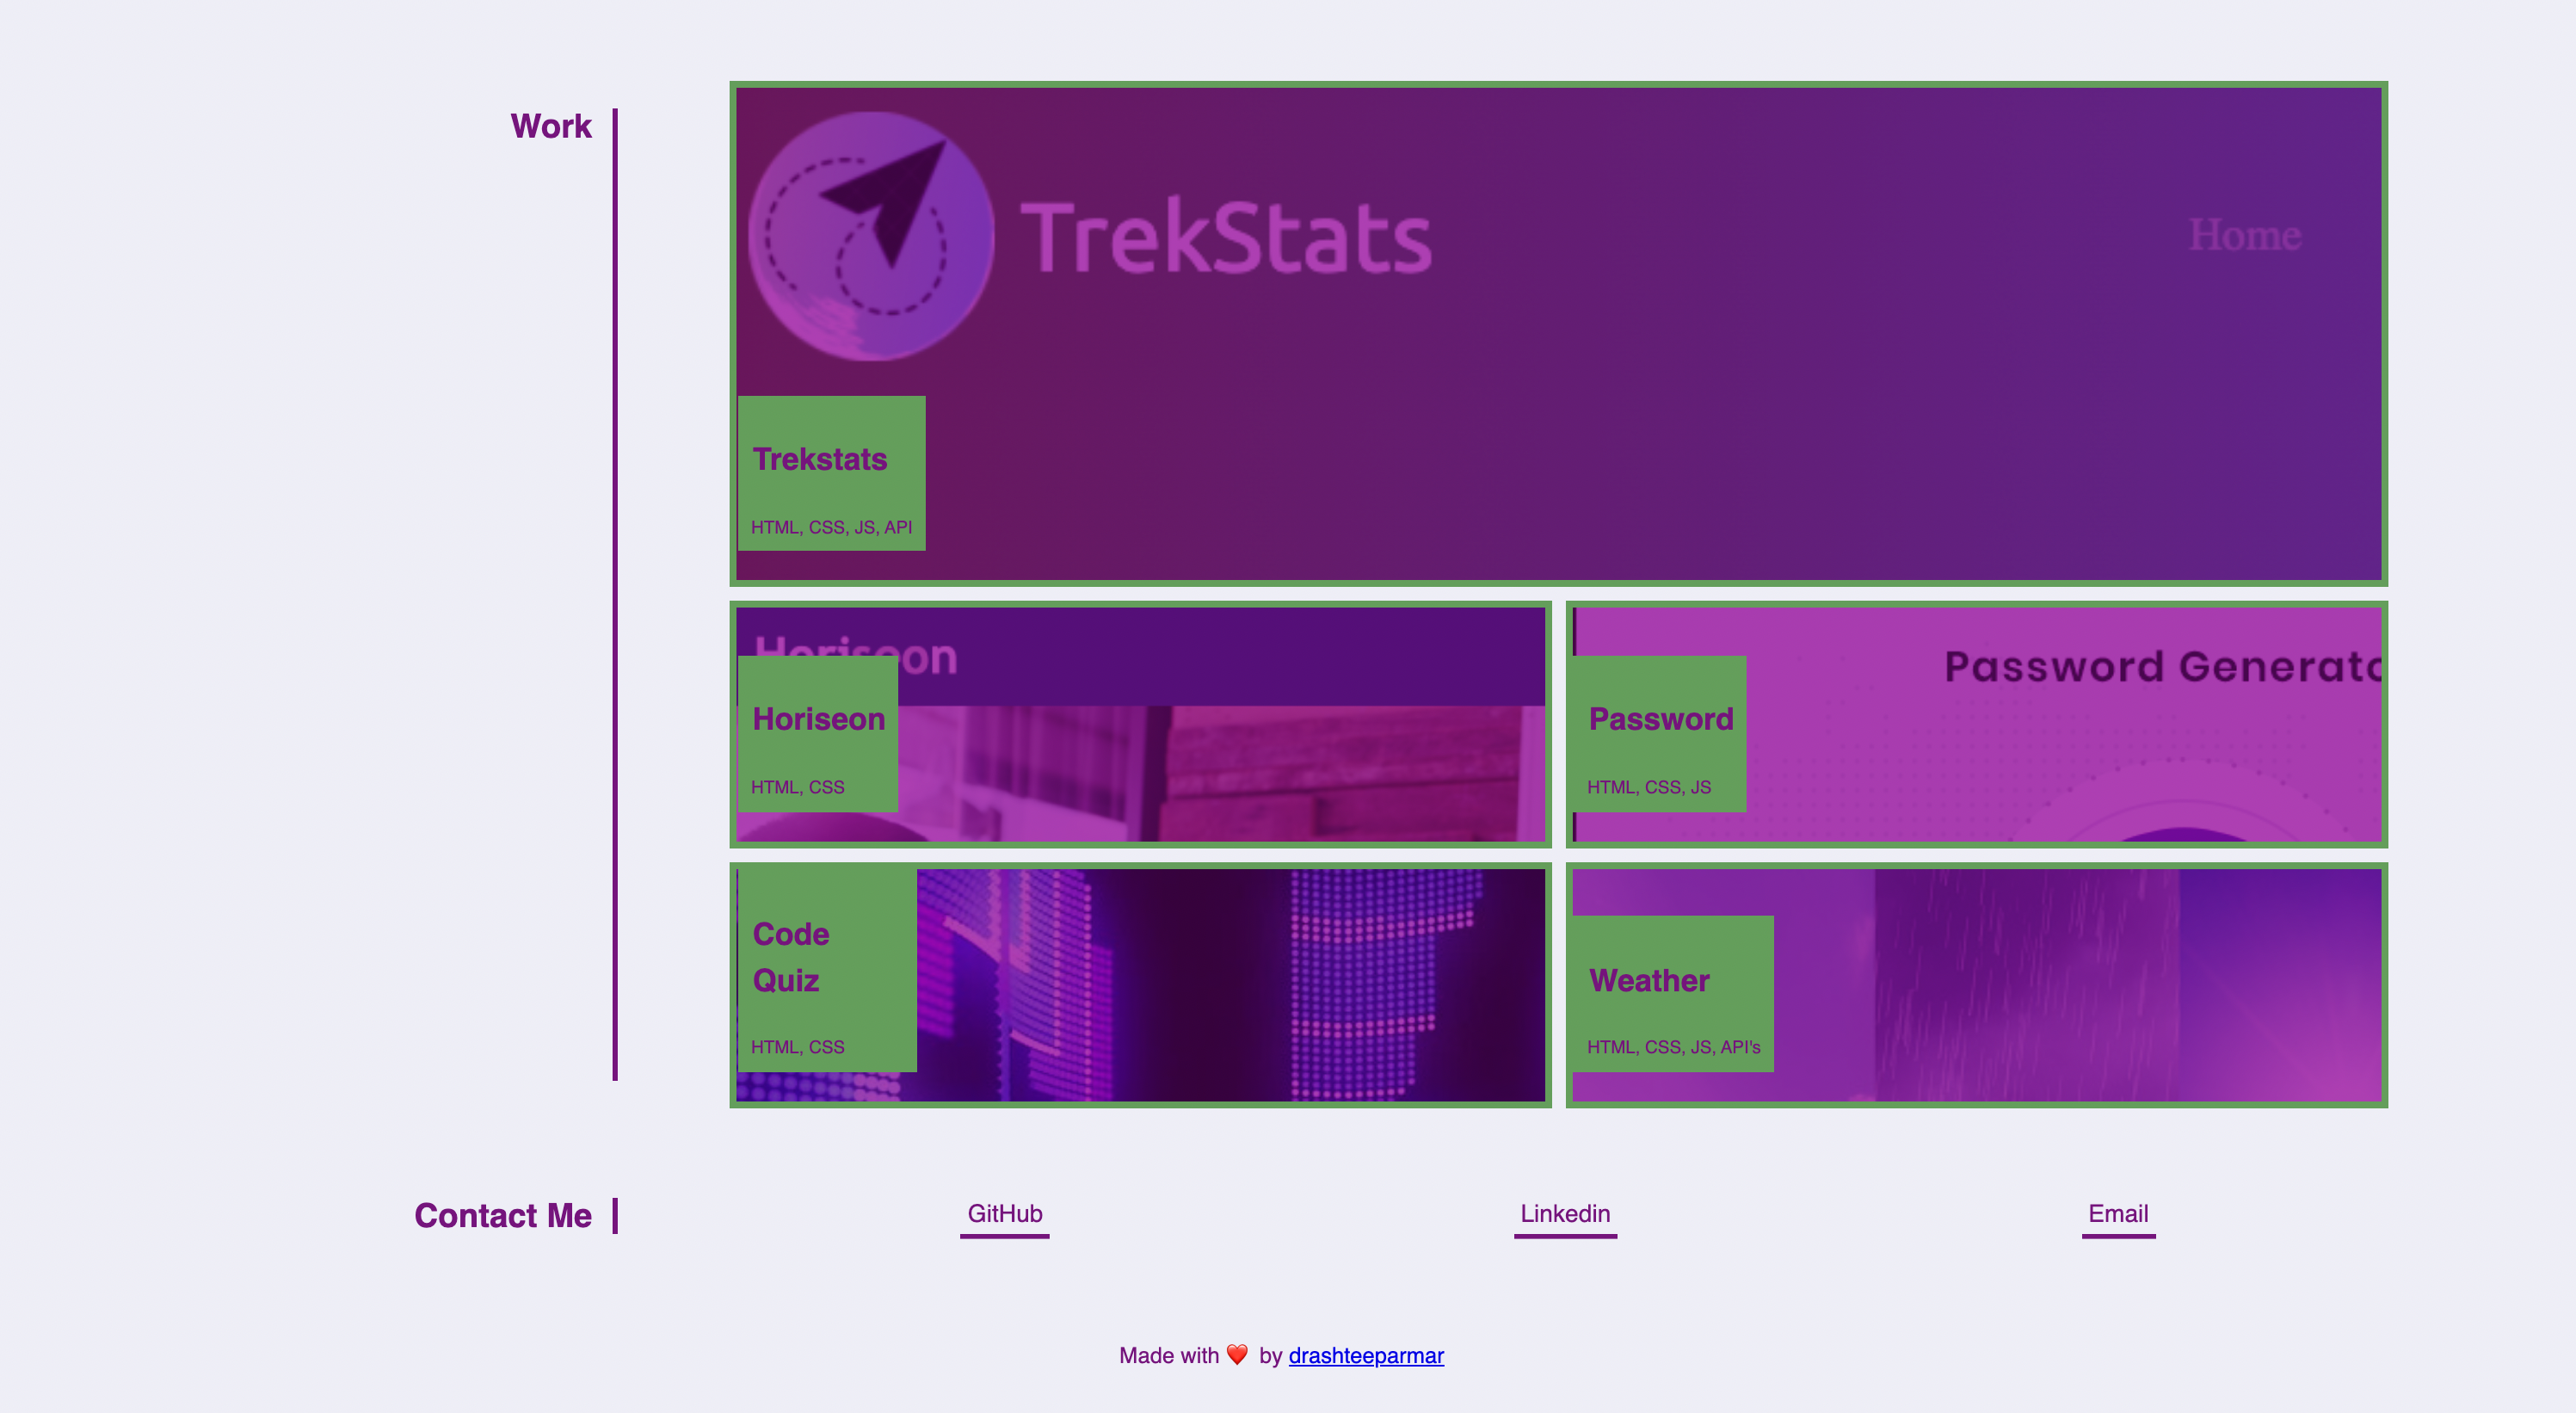 Work
TrekStats
Home
Trekstats
HTML, CSS, JS, API
Horiseon
Horiseon
HTML, CSS
Password Generato
Password
HTML, CSS, JS
Code
Quiz
HTML, CSS
Weather
HTML, CSS, JS, API's
Contact Me
GitHub
Linkedin
Email
Made with ❤️ by drashteeparmar